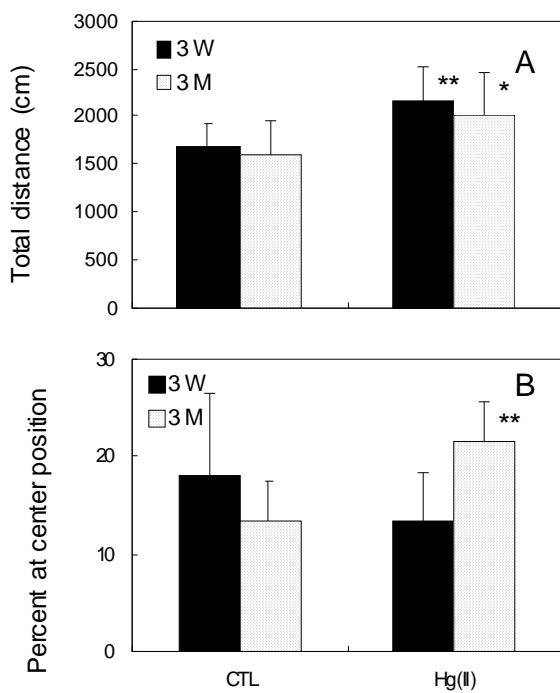 3000
2500
2000
1500
1000
500
0
Total distance (cm)
3 W
3 M
A
** *
30
20
10
0
Percent at center position
3 W
3 M
B
**
CTL Hg(II)